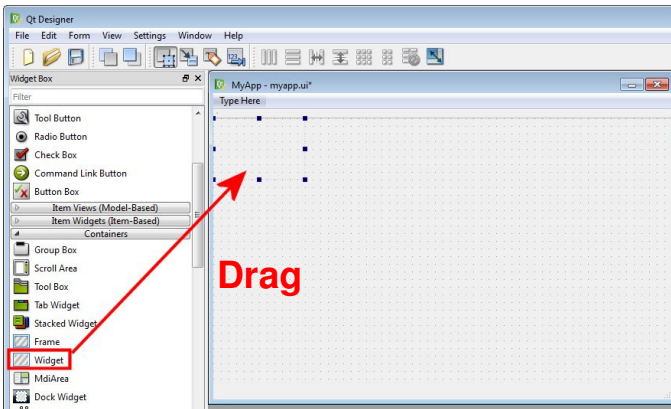 Qt Designer
File Edit Form View Settings Window Help
Widget Box
Filter
Tool Button
Radio Button
Check Box
Command Link Button
Button Box
Item Views (Model-Based)
Item Widgets (Item-Based)
Containers
Group Box
Scroll Area
Tool Box
Tab Widget
Stacked Widget
Frame
Widget
MdiArea
Dock Widget
MyApp - myapp.ui*
Type Here
Drag